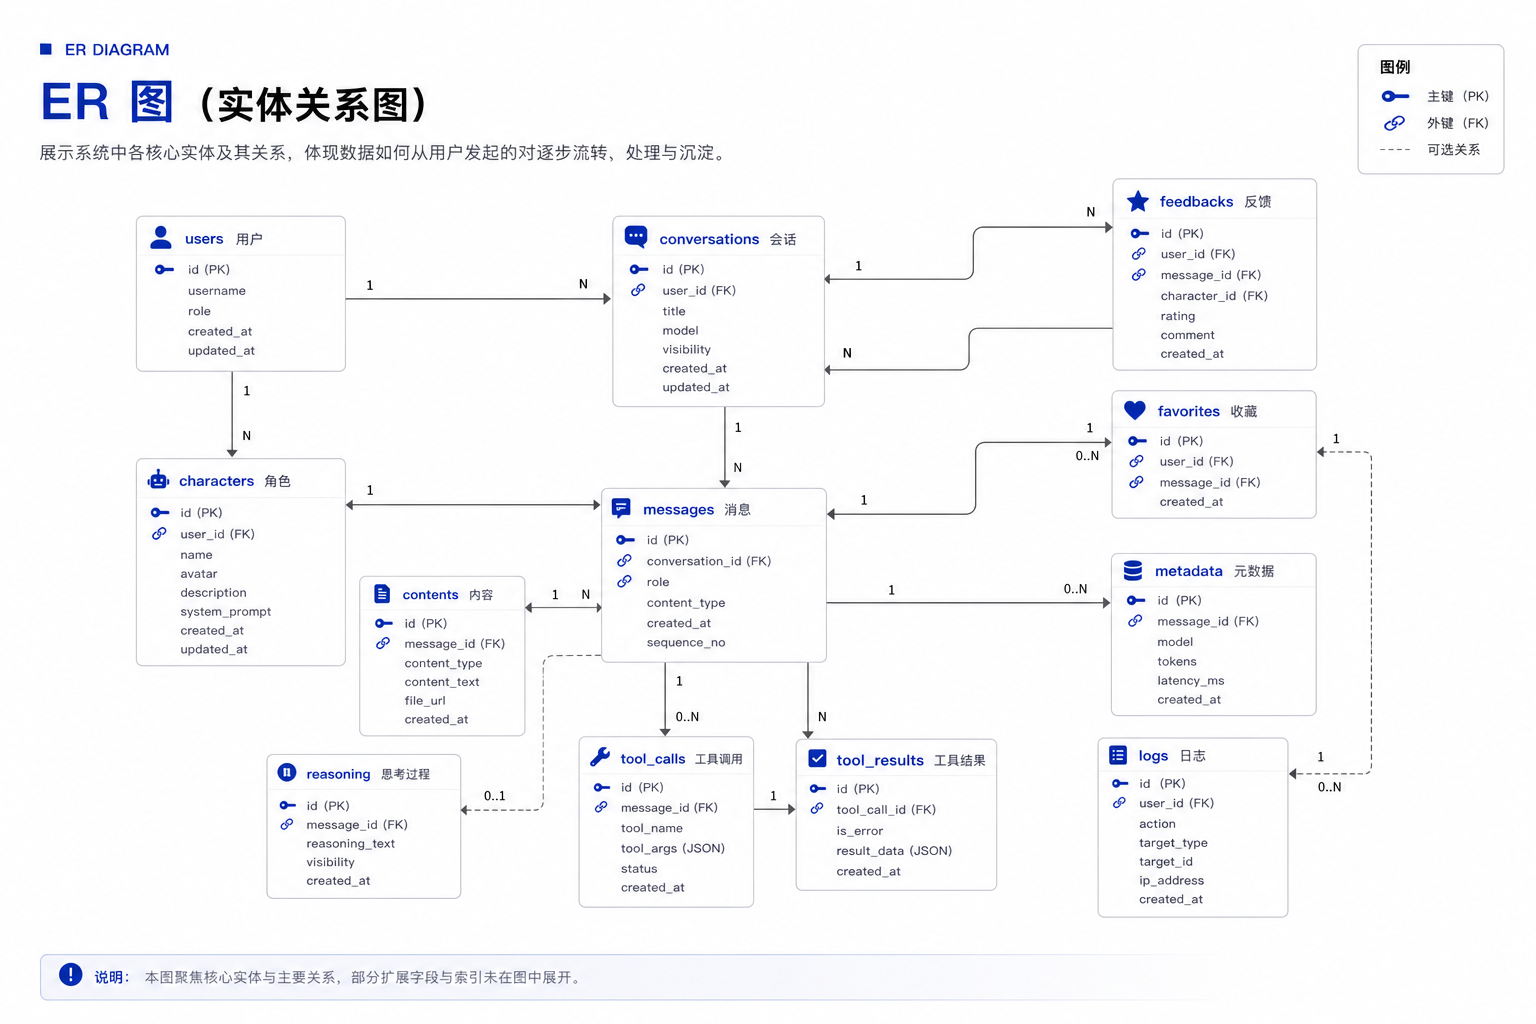 ER DIAGRAM
ER 图（实体关系图）
展示系统中各核心实体及其关系，体现数据如何从用户发起的对逐步流转、处理与沉淀。
图例
主键（PK）
外键（FK）
可选关系
users 用户
id (PK)
username
role
created_at
updated_at
1
N
conversations 会话
id (PK)
user_id (FK)
title
model
visibility
created_at
updated_at
1
N
N
feedbacks 反馈
id (PK)
user_id (FK)
message_id (FK)
character_id (FK)
rating
comment
created_at
1
N
1
N
favorites 收藏
id (PK)
user_id (FK)
message_id (FK)
created_at
1
0..N
1
1
characters 角色
id (PK)
user_id (FK)
name
avatar
description
system_prompt
created_at
updated_at
1
messages 消息
id (PK)
conversation_id (FK)
role
content_type
created_at
sequence_no
contents 内容
id (PK)
message_id (FK)
content_type
content_text
file_url
created_at
1
N
1
0..N
metadata 元数据
id (PK)
message_id (FK)
model
tokens
latency_ms
created_at
1
0..N
N
reasoning 思考过程
id (PK)
message_id (FK)
reasoning_text
visibility
created_at
0..1
tool_calls 工具调用
id (PK)
message_id (FK)
tool_name
tool_args (JSON)
status
created_at
1
tool_results 工具结果
id (PK)
tool_call_id (FK)
is_error
result_data (JSON)
created_at
logs 日志
id (PK)
user_id (FK)
action
target_type
target_id
ip_address
created_at
1
0..N
说明： 本图聚焦核心实体与主要关系，部分扩展字段与索引未在图中展开。